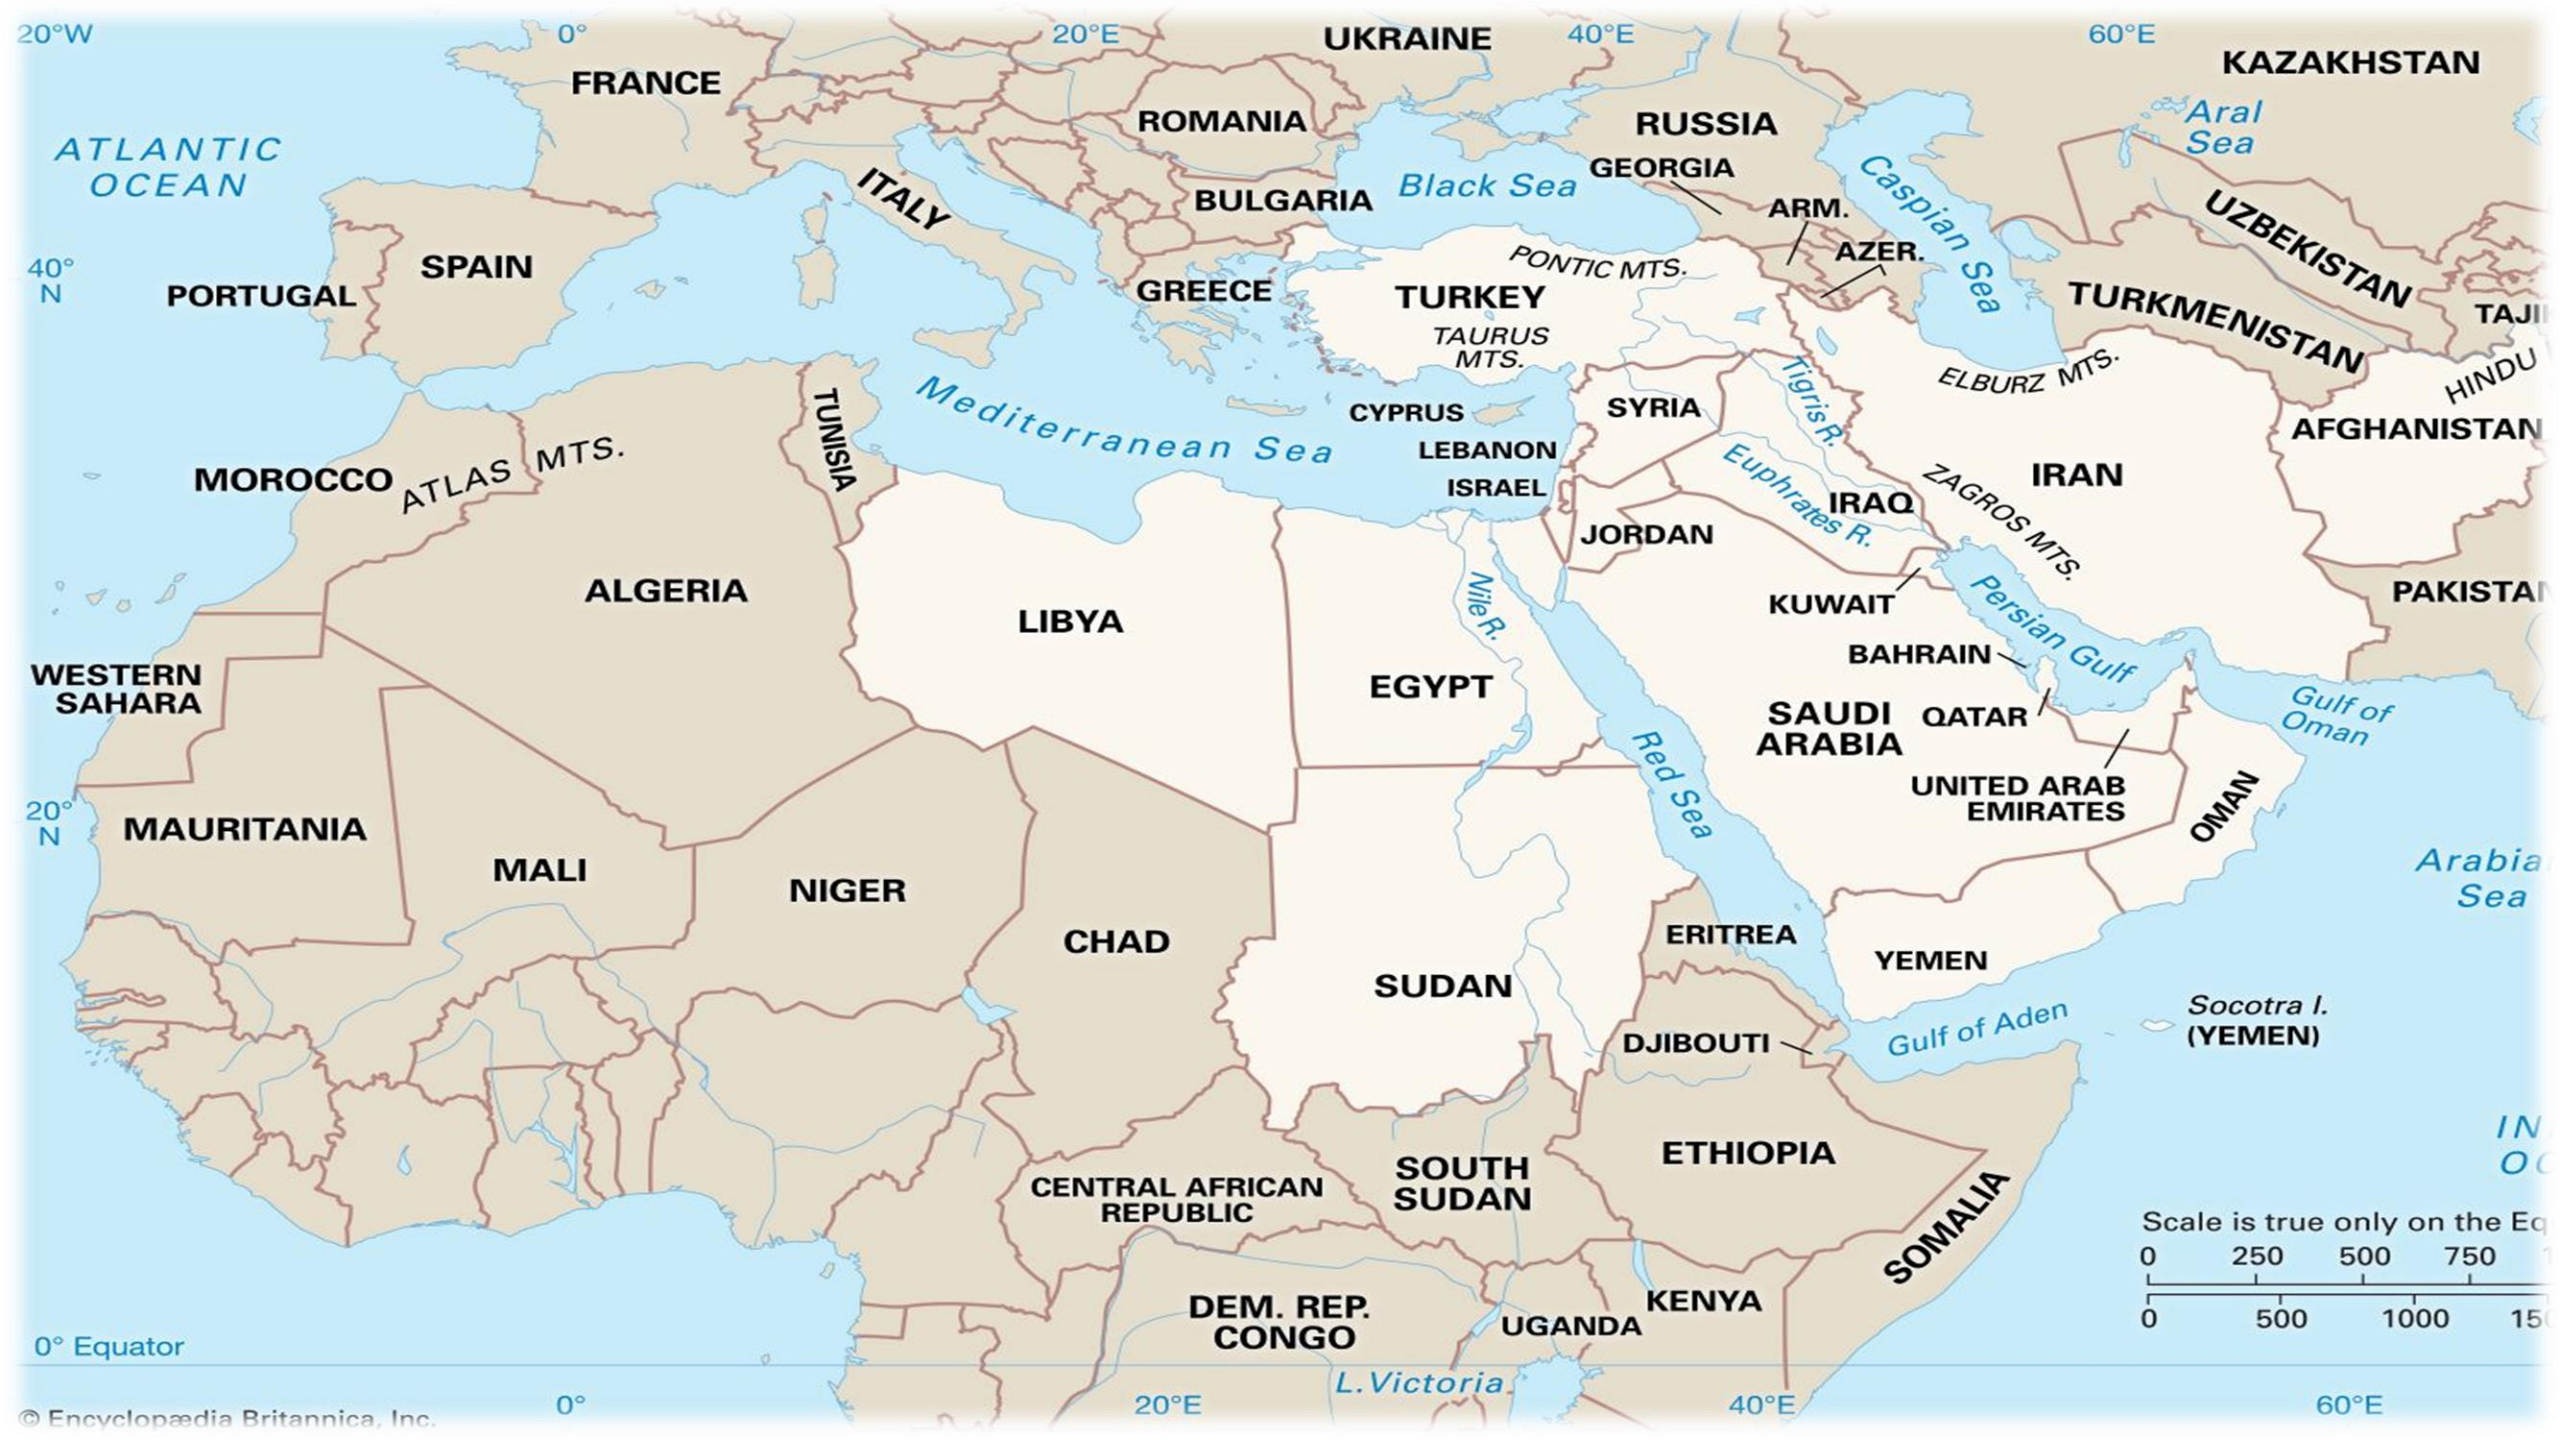 20°W
0°
20°E
40°E
60°E
UKRAINE
KAZAKHSTAN
FRANCE
ROMANIA
RUSSIA
Aral
Sea
ATLANTIC
OCEAN
ITALY
BULGARIA
Black Sea
GEORGIA
ARM.
AZER.
Caspian Sea
UZBEKISTAN
40°
N
PORTUGAL
SPAIN
GREECE
PONTIC MTS.
TURKEY
TAURUS
MTS.
TURKMENISTAN
TAJI
HINDU
ELBURZ MTS.
TUNISIA
Mediterranean Sea
CYPRUS
SYRIA
Tigris R.
AFGHANISTAN
MOROCCO
ATLAS MTS.
LEBANON
ISRAEL
Euphrates R.
IRAQ
ZAGROS MTS.
IRAN
JORDAN
ALGERIA
LIBYA
Nile R.
KUWAIT
Persian Gulf
PAKISTAN
WESTERN
SAHARA
EGYPT
BAHRAIN
SAUDI
ARABIA
QATAR
Gulf of
Oman
Red Sea
UNITED ARAB
EMIRATES
OMAN
20°
N
MAURITANIA
MALI
NIGER
CHAD
Arabia
Sea
SUDAN
ERITREA
YEMEN
Socotra I.
(YEMEN)
DJIBOUTI
Gulf of Aden
IN
OC
ETHIOPIA
SOUTH
SUDAN
CENTRAL AFRICAN
REPUBLIC
SOMALIA
Scale is true only on the Eq
0 250 500 750 1
0 500 1000 150
DEM. REP.
CONGO
UGANDA
KENYA
0° Equator
L.Victoria
0°
20°E
40°E
60°E
© Encyclopædia Britannica, Inc.